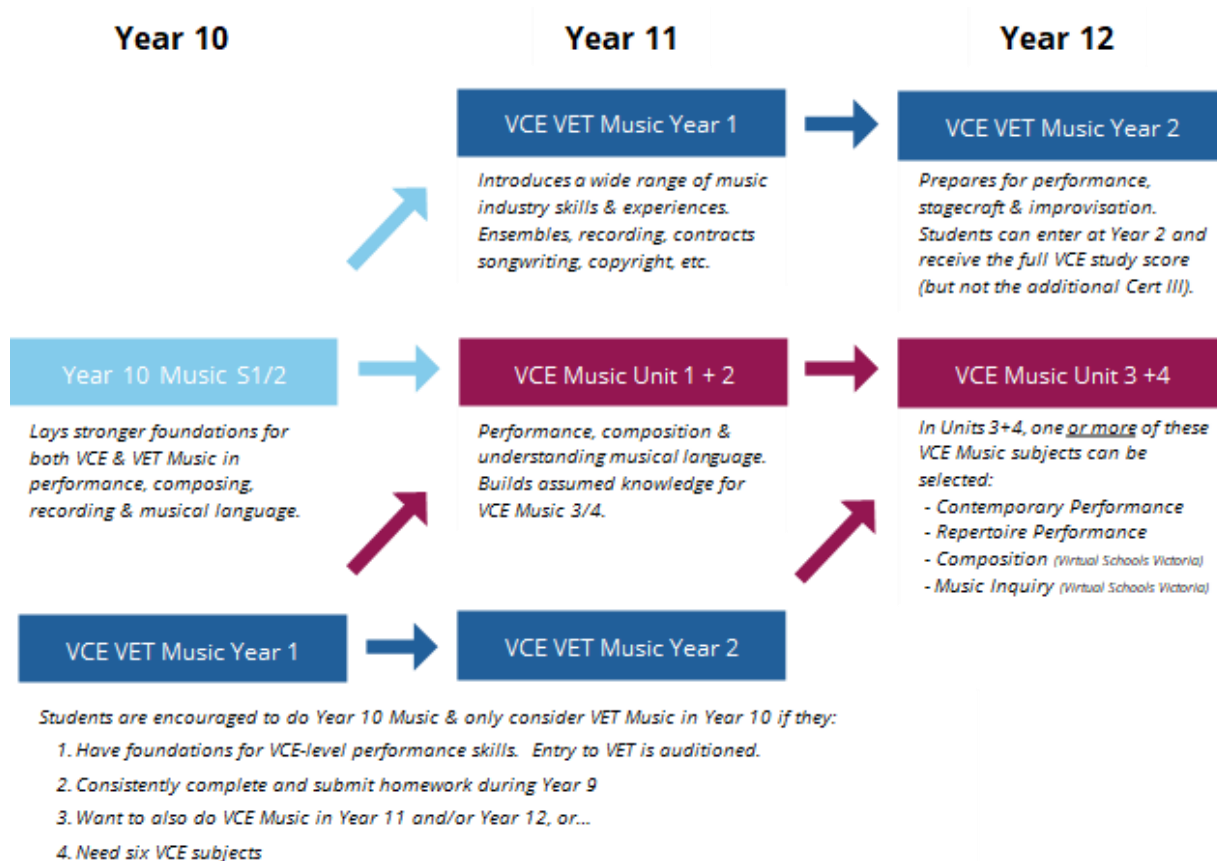 Year 10
Year 11
Year 12
VCE VET Music Year 1
Introduces a wide range of music
industry skills & experiences.
Ensembles, recording, contracts
songwriting, copyright, etc.
VCE VET Music Year 2
Prepares for performance,
stagecraft & improvisation.
Students can enter at Year 2 and
receive the full VCE study score
(but not the additional Cert III).
Year 10 Music S1/2
Lays stronger foundations for
both VCE & VET Music in
performance, composing,
recording & musical language.
VCE Music Unit 1 + 2
Performance, composition &
understanding musical language.
Builds assumed knowledge for
VCE Music 3/4.
VCE Music Unit 3 +4
In Units 3+4, one or more of these
VCE Music subjects can be
selected:
- Contemporary Performance
- Repertoire Performance
- Composition (Virtual Schools Victoria)
- Music Inquiry (Virtual Schools Victoria)
VCE VET Music Year 1
VCE VET Music Year 2
Students are encouraged to do Year 10 Music & only consider VET Music in Year 10 if they:
1. Have foundations for VCE-level performance skills. Entry to VET is auditioned.
2. Consistently complete and submit homework during Year 9
3. Want to also do VCE Music in Year 11 and/or Year 12, or...
4. Need six VCE subjects